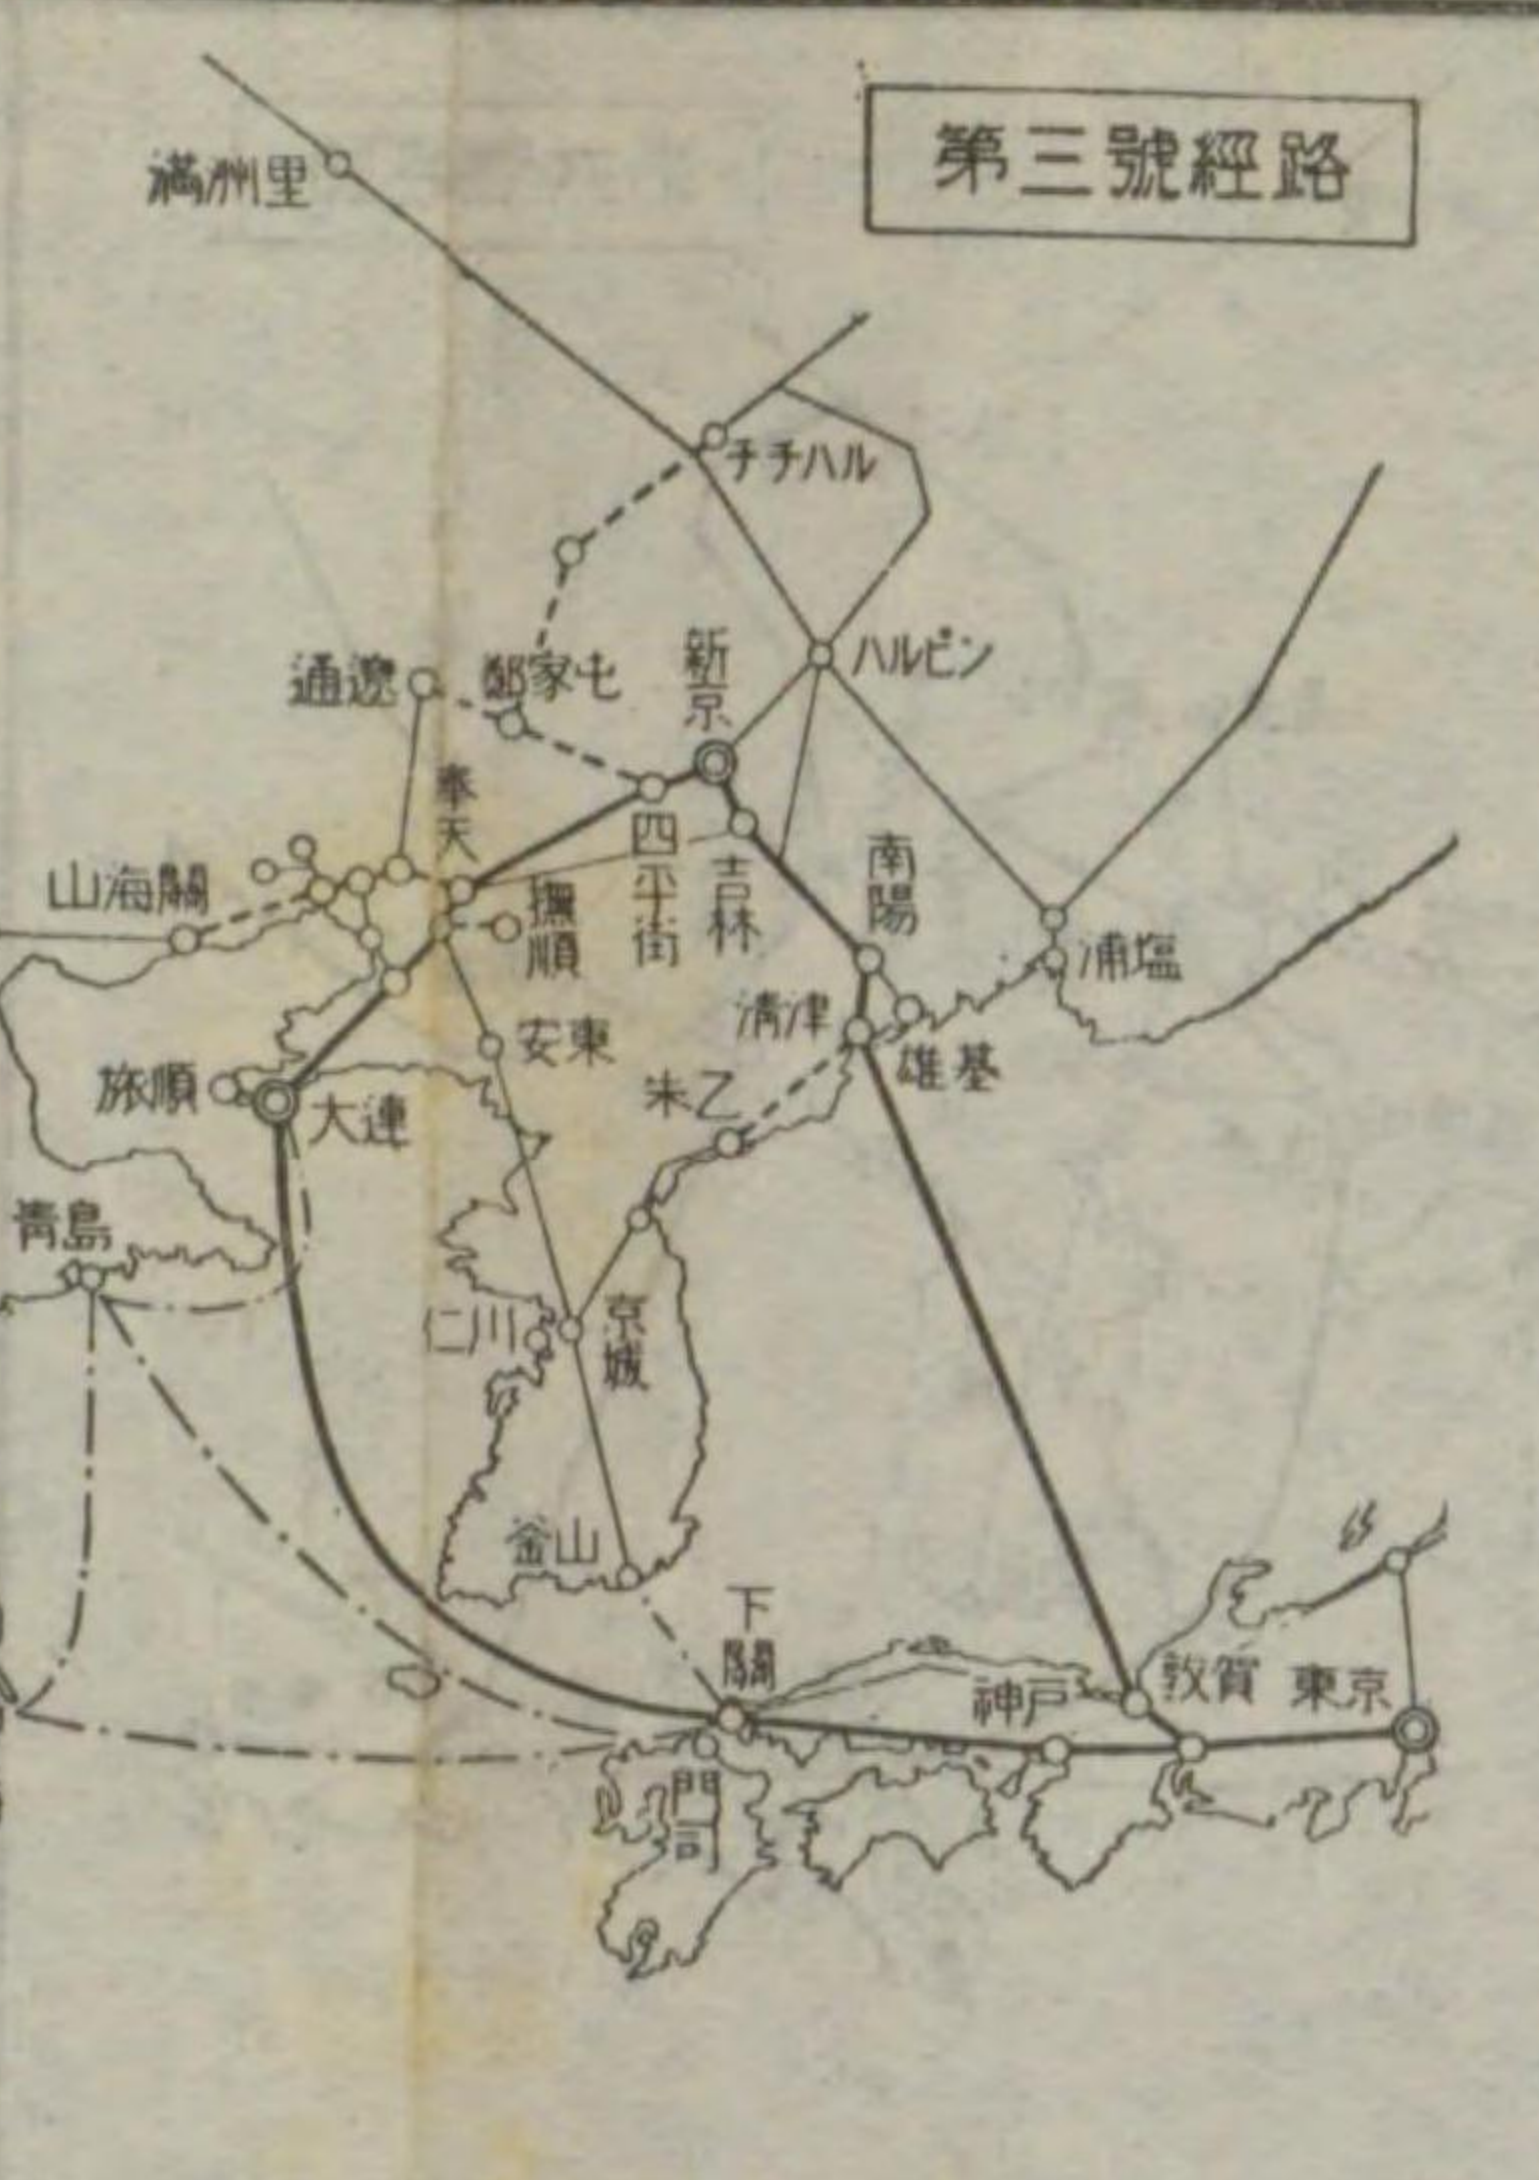 第三號經路
満洲里
チチハル
ハルピン
新京
通遼
鄭家屯
奉天
四平街
吉林
南陽
山海關
撫順
浦塩
清津
雄基
安東
朱乙
旅順
大連
青島
仁川
京城
釜山
下關
神戸
敦賀
東京
門司